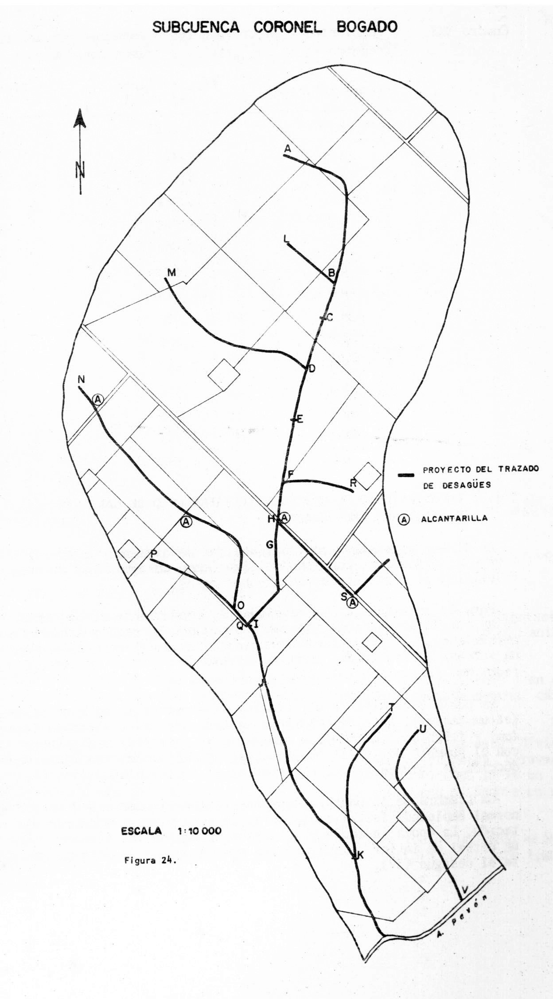 SUBCUENCA CORONEL BOGADO
N
A
L
B
M
C
D
N
A
E
F
R
PROYECTO DEL TRAZADO
DE DESAGÜES
H
A
A ALCANTARILLA
A
G
P
S
A
O
Q
I
J
T
U
ESCALA 1:10 000
K
Figura 24.
V
A. Pavón